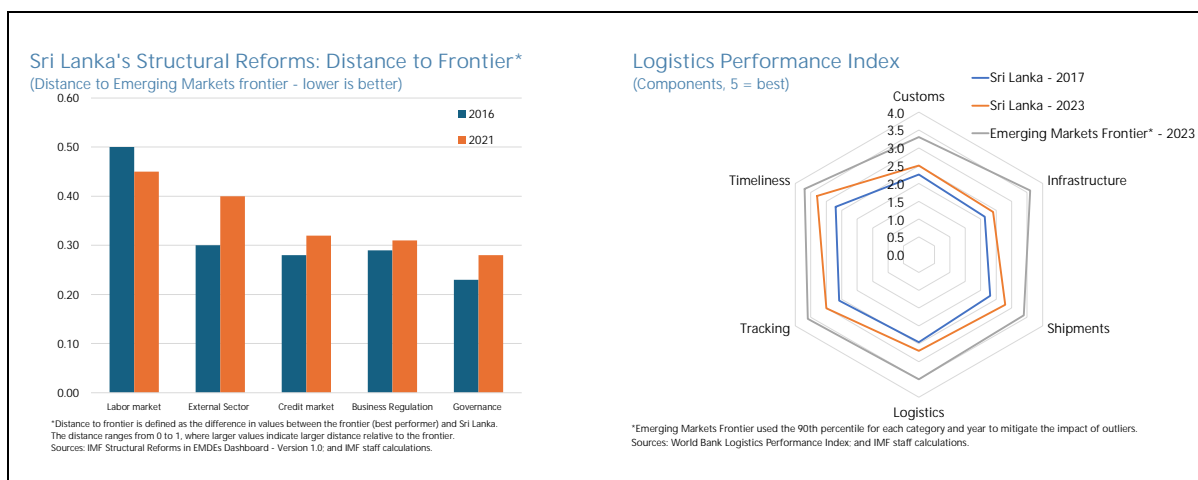 Sri Lanka's Structural Reforms: Distance to Frontier*
(Distance to Emerging Markets frontier - lower is better)
0.60
0.50
0.40
0.30
0.20
0.10
0.00
2016
2021
Labor market
External Sector
Credit market
Business Regulation
Governance
*Distance to frontier is defined as the difference in values between the frontier (best performer) and Sri Lanka.
The distance ranges from 0 to 1, where larger values indicate larger distance relative to the frontier.
Sources: IMF Structural Reforms in EMDEs Dashboard - Version 1.0; and IMF staff calculations.
Logistics Performance Index
(Components, 5 = best)
Sri Lanka - 2017
Sri Lanka - 2023
Emerging Markets Frontier* - 2023
Customs
4.0
3.5
3.0
2.5
2.0
1.5
1.0
0.5
0.0
Infrastructure
Shipments
Logistics
Tracking
Timeliness
*Emerging Markets Frontier used the 90th percentile for each category and year to mitigate the impact of outliers.
Sources: World Bank Logistics Performance Index; and IMF staff calculations.